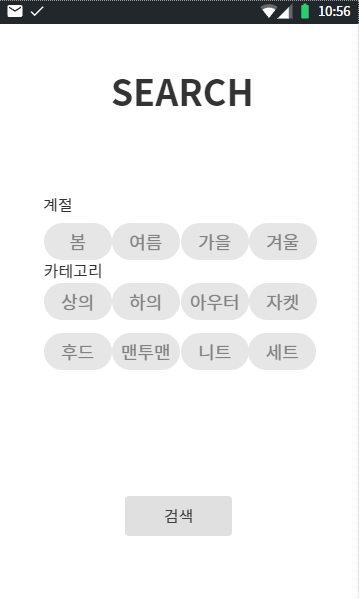 10:56
SEARCH
계절
봄 여름 가을 겨울
카테고리
상의 하의 아우터 자켓
후드 맨투맨 니트 세트
검색